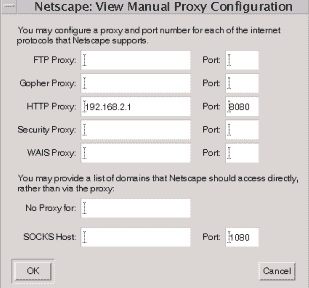 Netscape: View Manual Proxy Configuration
You may configure a proxy and port number for each of the internet
protocols that Netscape supports.
FTP Proxy: Port:
Gopher Proxy: Port:
HTTP Proxy: 192.168.2.1 Port: 8080
Security Proxy: Port:
WAIS Proxy: Port:
You may provide a list of domains that Netscape should access directly,
rather than via the proxy:
No Proxy for:
SOCKS Host: Port: 1080
OK Cancel